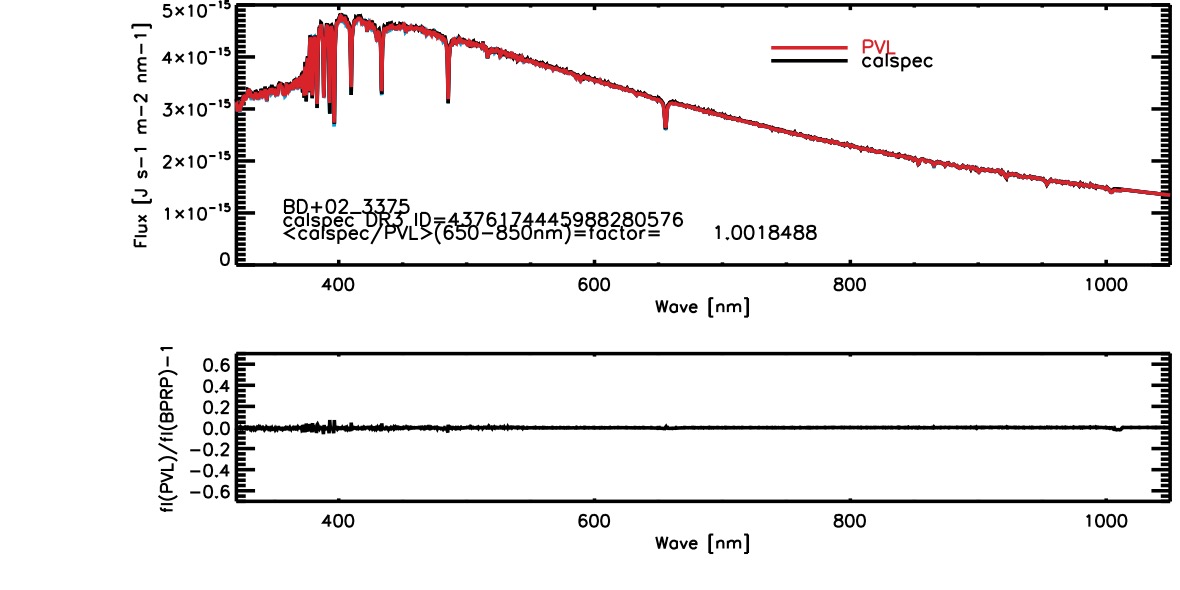 5×10−15
4×10−15
3×10−15
2×10−15
1×10−15
0
Flux [J s−1 m−2 nm−1]
PVL
calspec
BD+02_3375
calspec DR3 ID=4376174445988280576
<calspec/PVL>(650−850nm)=factor= 1.0018488
400 600 800 1000
Wave [nm]
0.6
0.4
0.2
0.0
−0.2
−0.4
−0.6
fl(PVL)/fl(BPRP)−1
400 600 800 1000
Wave [nm]